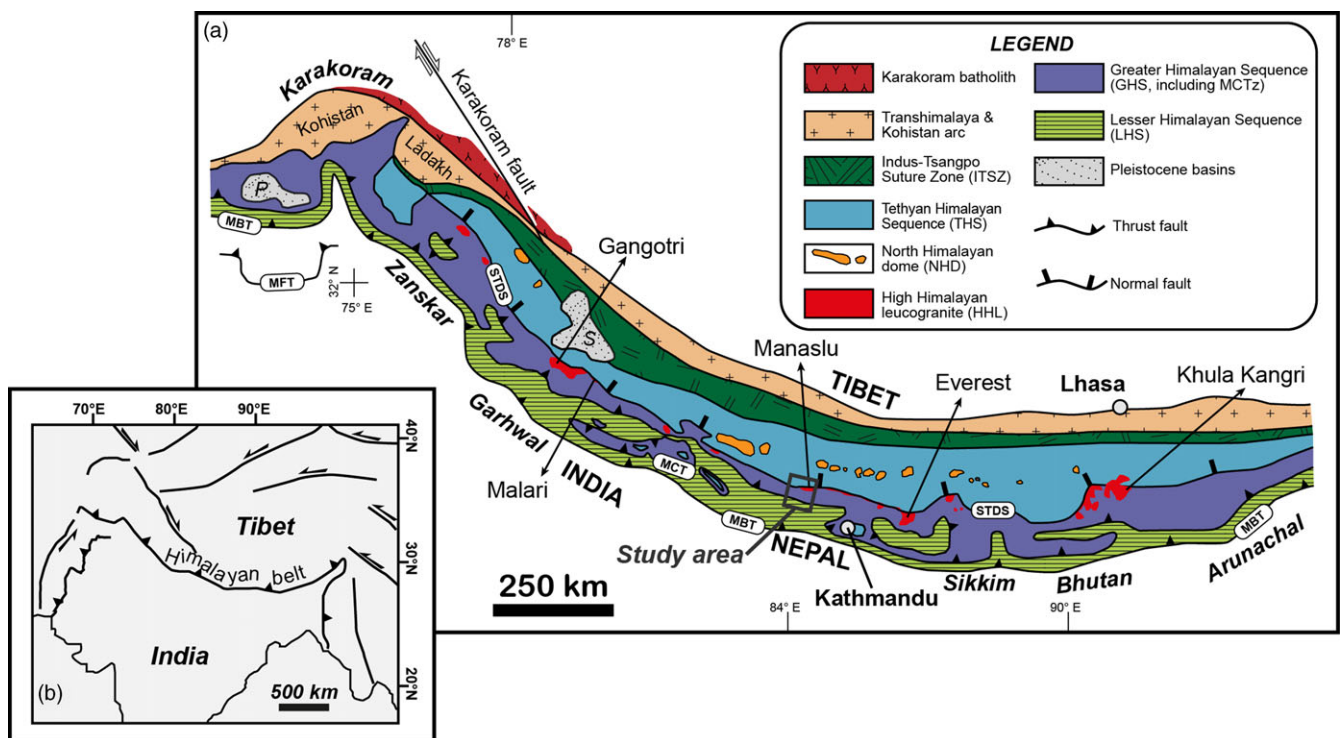 (a)
78° E
Karakoram
Kohistan
Karakoram fault
Ladakh
P
MBT
MFT
32° N
75° E
Zanskar
STDS
Gangotri
S
Manaslu
TIBET
Everest
Lhasa
Khula Kangri
Garhwal
INDIA
Malari
MCT
MBT
Study area
NEPAL
Kathmandu
STDS
Sikkim
Bhutan
Arunachal
MBT
250 km
84° E
90° E
LEGEND
Karakoram batholith
Transhimalaya &
Kohistan arc
Indus-Tsangpo
Suture Zone (ITSZ)
Tethyan Himalayan
Sequence (THS)
North Himalayan
dome (NHD)
High Himalayan
leucogranite (HHL)
Greater Himalayan Sequence
(GHS, including MCTz)
Lesser Himalayan Sequence
(LHS)
Pleistocene basins
Thrust fault
Normal fault
70°E
80°E
90°E
40°N
Tibet
Himalayan belt
30°N
India
20°N
(b)
500 km